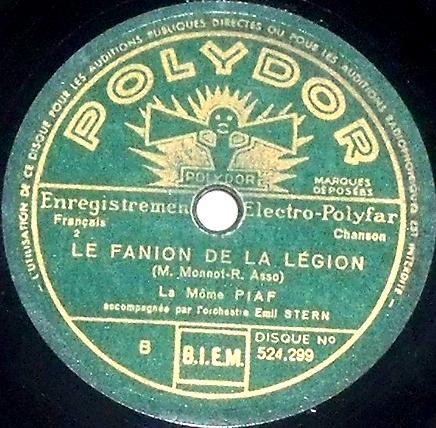 L'UTILISATION DE CE DISQUE POUR LES AUDITIONS PUBLIQUES DIRECTES OU POUR LES AUDITIONS RADIOPHONIQUES EST INTERDITE
POLYDOR
POLYDOR
MARQUES
DÉPOSÉES
Enregistrement Electro-Polyfar
Français Chanson
2
LE FANION DE LA LÉGION
(M. Monnot-R. Asso)
La Môme PIAF
accompagnée par l'orchestre Emil STERN
B B.I.E.M. DISQUE No
524.299